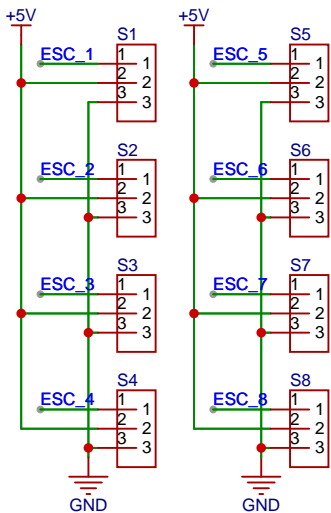 +5V +5V
S1 S5
ESC_1 1 1 ESC_5 1 1
2 2 2 2
3 3 3 3
S2 S6
ESC_2 1 1 ESC_6 1 1
2 2 2 2
3 3 3 3
S3 S7
ESC_3 1 1 ESC_7 1 1
2 2 2 2
3 3 3 3
S4 S8
ESC_4 1 1 ESC_8 1 1
2 2 2 2
3 3 3 3
GND GND